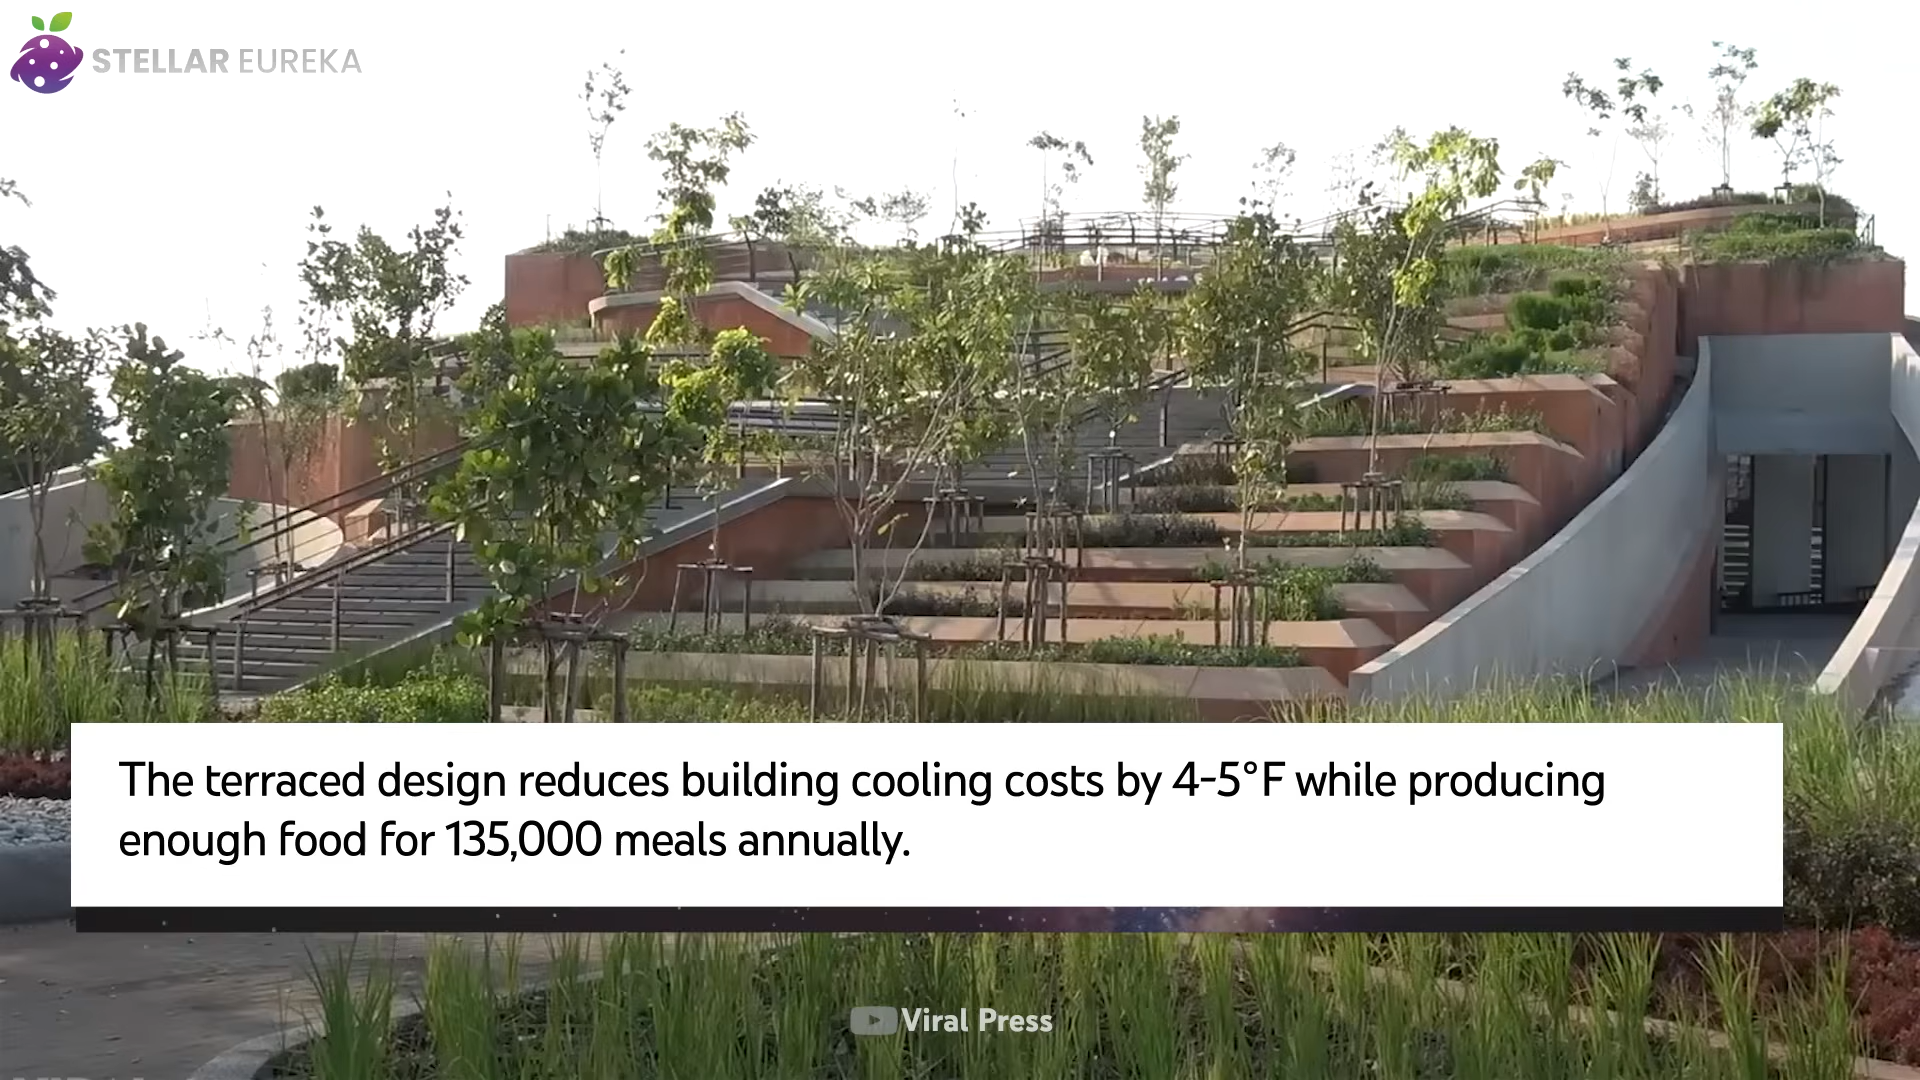 STELLAR EUREKA
The terraced design reduces building cooling costs by 4-5°F while producing
enough food for 135,000 meals annually.
Viral Press